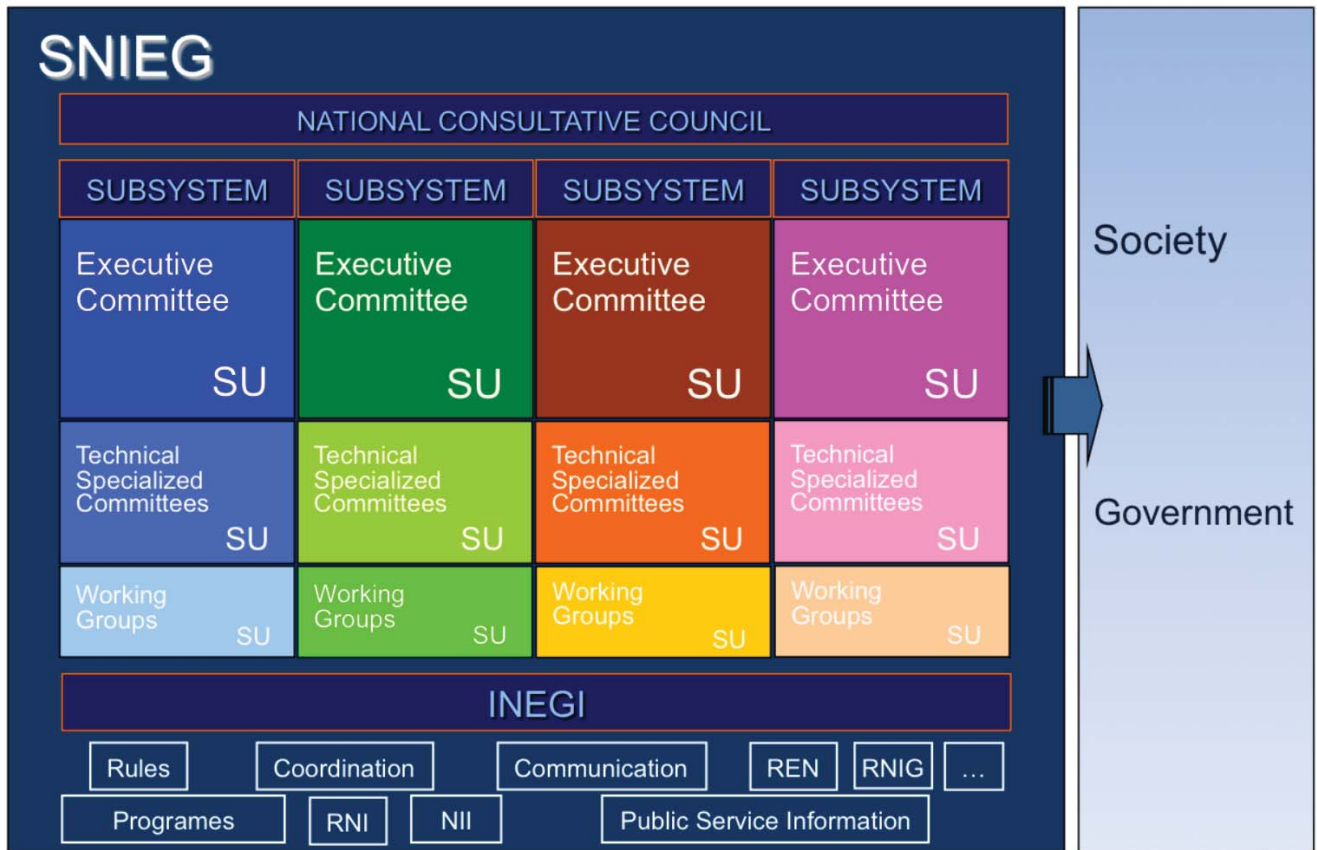 SNIEG
NATIONAL CONSULTATIVE COUNCIL
SUBSYSTEM
SUBSYSTEM
SUBSYSTEM
SUBSYSTEM
Executive
Committee
SU
Executive
Committee
SU
Executive
Committee
SU
Executive
Committee
SU
Technical
Specialized
Committees
SU
Technical
Specialized
Committees
SU
Technical
Specialized
Committees
SU
Technical
Specialized
Committees
SU
Working
Groups
SU
Working
Groups
SU
Working
Groups
SU
Working
Groups
SU
INEGI
Rules
Coordination
Communication
REN
RNIG
...
Programes
RNI
NII
Public Service Information
Society
Government